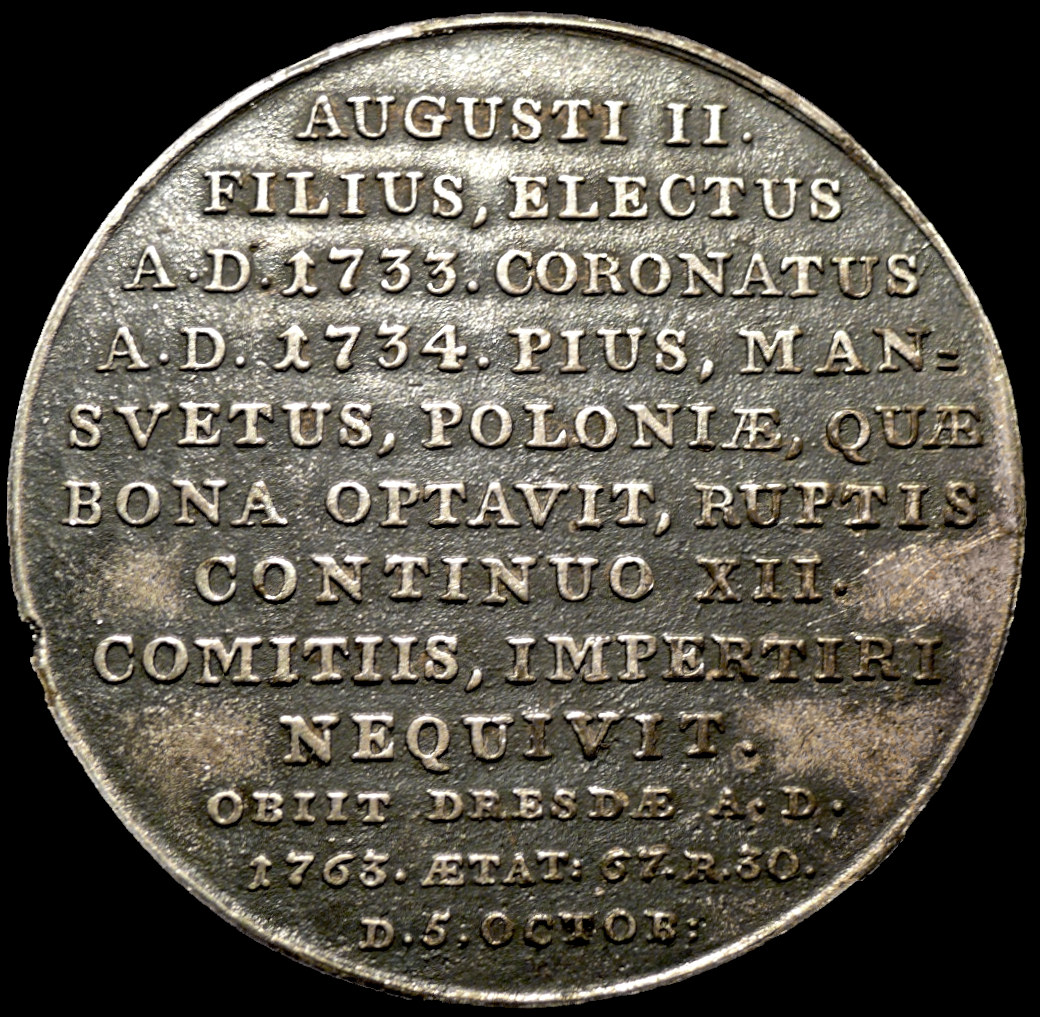 AUGUSTI II.
FILIUS, ELECTUS
A.D. 1733. CORONATUS
A.D. 1734. PIUS, MAN=
SVETUS, POLONIÆ, QUÆ
BONA OPTAVIT, RUPTIS
CONTINUO XII.
COMITIIS, IMPERTIRI
NEQUIVIT.
OBIIT DRESDÆ A. D.
1763. ÆTAT: 67. R. 30.
D. 5. OCTOB: